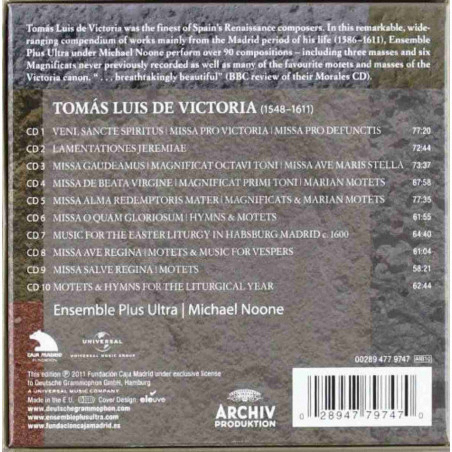 Tomás Luis de Victoria was the finest of Spain's Renaissance composers. In this remarkable, wide-
ranging compendium of works mainly from the Madrid period of his life (1586–1611), Ensemble
Plus Ultra under Michael Noone perform over 90 compositions – including three masses and six
Magnificats never previously recorded as well as many of the favourite motets and masses of the
Victoria canon. "... breathtakingly beautiful" (BBC review of their Morales CD).
TOMÁS LUIS DE VICTORIA (1548–1611)
CD 1 VENI, SANCTE SPIRITUS | MISSA PRO VICTORIA | MISSA PRO DEFUNCTIS 77:20
CD 2 LAMENTATIONES JEREMIAE 72:44
CD 3 MISSA GAUDEAMUS | MAGNIFICAT OCTAVI TONI | MISSA AVE MARIS STELLA 73:37
CD 4 MISSA DE BEATA VIRGINE | MAGNIFICAT PRIMI TONI | MARIAN MOTETS 67:58
CD 5 MISSA ALMA REDEMPTORIS MATER | MAGNIFICATS & MARIAN MOTETS 77:35
CD 6 MISSA O QUAM GLORIOSUM | HYMNS & MOTETS 61:55
CD 7 MUSIC FOR THE EASTER LITURGY IN HABSBURG MADRID c. 1600 64:40
CD 8 MISSA AVE REGINA | MOTETS & MUSIC FOR VESPERS 61:04
CD 9 MISSA SALVE REGINA | MOTETS 58:21
CD 10 MOTETS & HYMNS FOR THE LITURGICAL YEAR 62:44
Ensemble Plus Ultra | Michael Noone
CAJA MADRID
UNIVERSAL
UNIVERSAL MUSIC GROUP
00289 477 9747
This edition ℗ 2011 Fundación Caja Madrid under exclusive license
to Deutsche Grammophon GmbH, Hamburg
A UNIVERSAL MUSIC COMPANY
Made in the E.U. Cover Design: eleuve
www.deutschegrammophon.com
www.ensembleplusultra.com
www.fundacioncajamadrid.es
ARCHIV
PRODUKTION
0 28947 79747 0